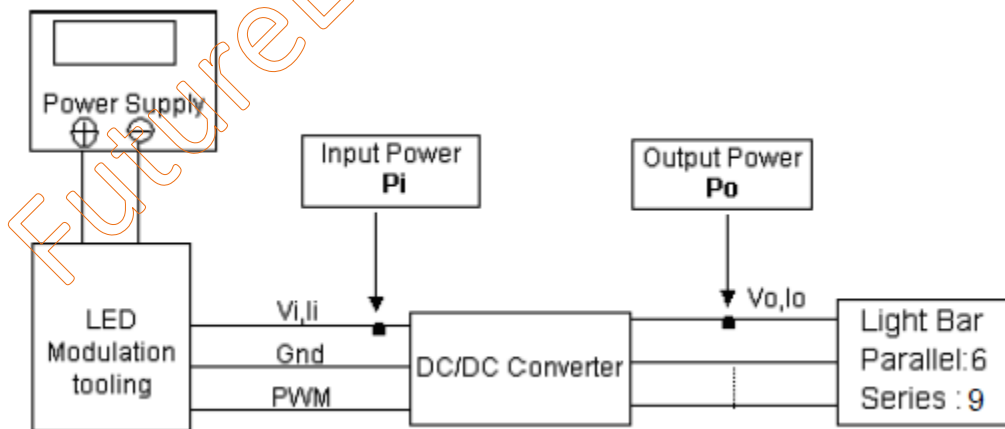 Power Supply
Input Power
Pi
Output Power
Po
Vi,Ii
Gnd
PWM
LED
Modulation
tooling
DC/DC Converter
Vo,Io
Light Bar
Parallel:6
Series :9